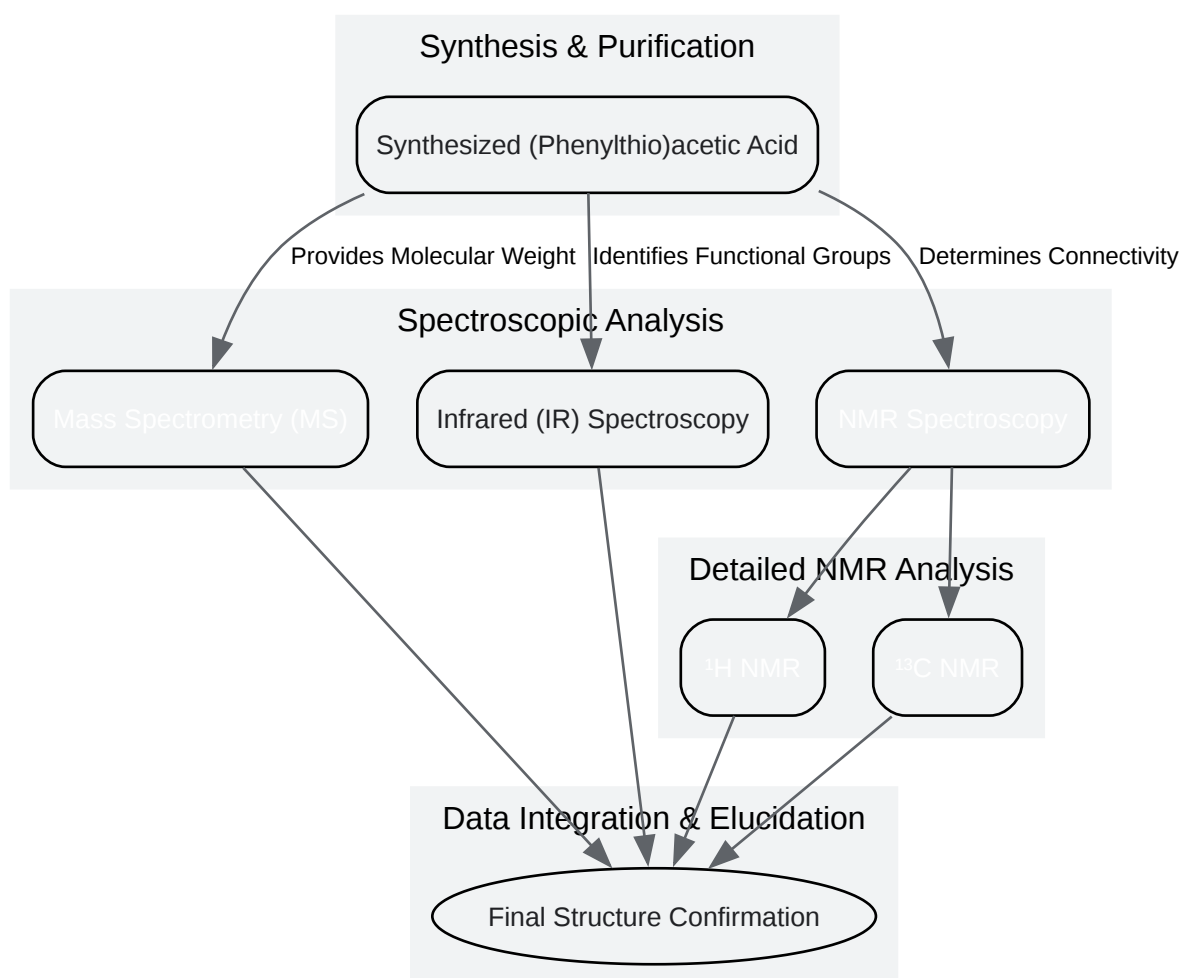 Synthesis & Purification
Synthesized (Phenylthio)acetic Acid
Provides Molecular Weight
Identifies Functional Groups
Determines Connectivity
Spectroscopic Analysis
Mass Spectrometry (MS)
Infrared (IR) Spectroscopy
NMR Spectroscopy
Detailed NMR Analysis
¹H NMR
¹³C NMR
Data Integration & Elucidation
Final Structure Confirmation